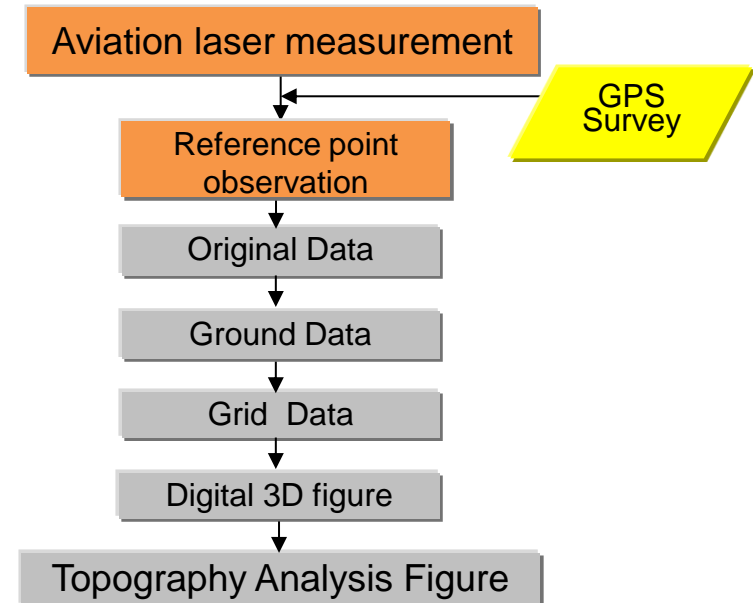 Aviation laser measurement
GPS
Survey
Reference point
observation
Original Data
Ground Data
Grid Data
Digital 3D figure
Topography Analysis Figure